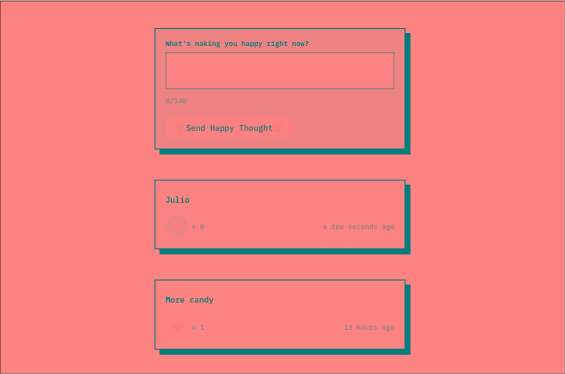 What's making you happy right now?
0/140
Send Happy Thought
Julio
x 0
a few seconds ago
More candy
x 1
13 hours ago